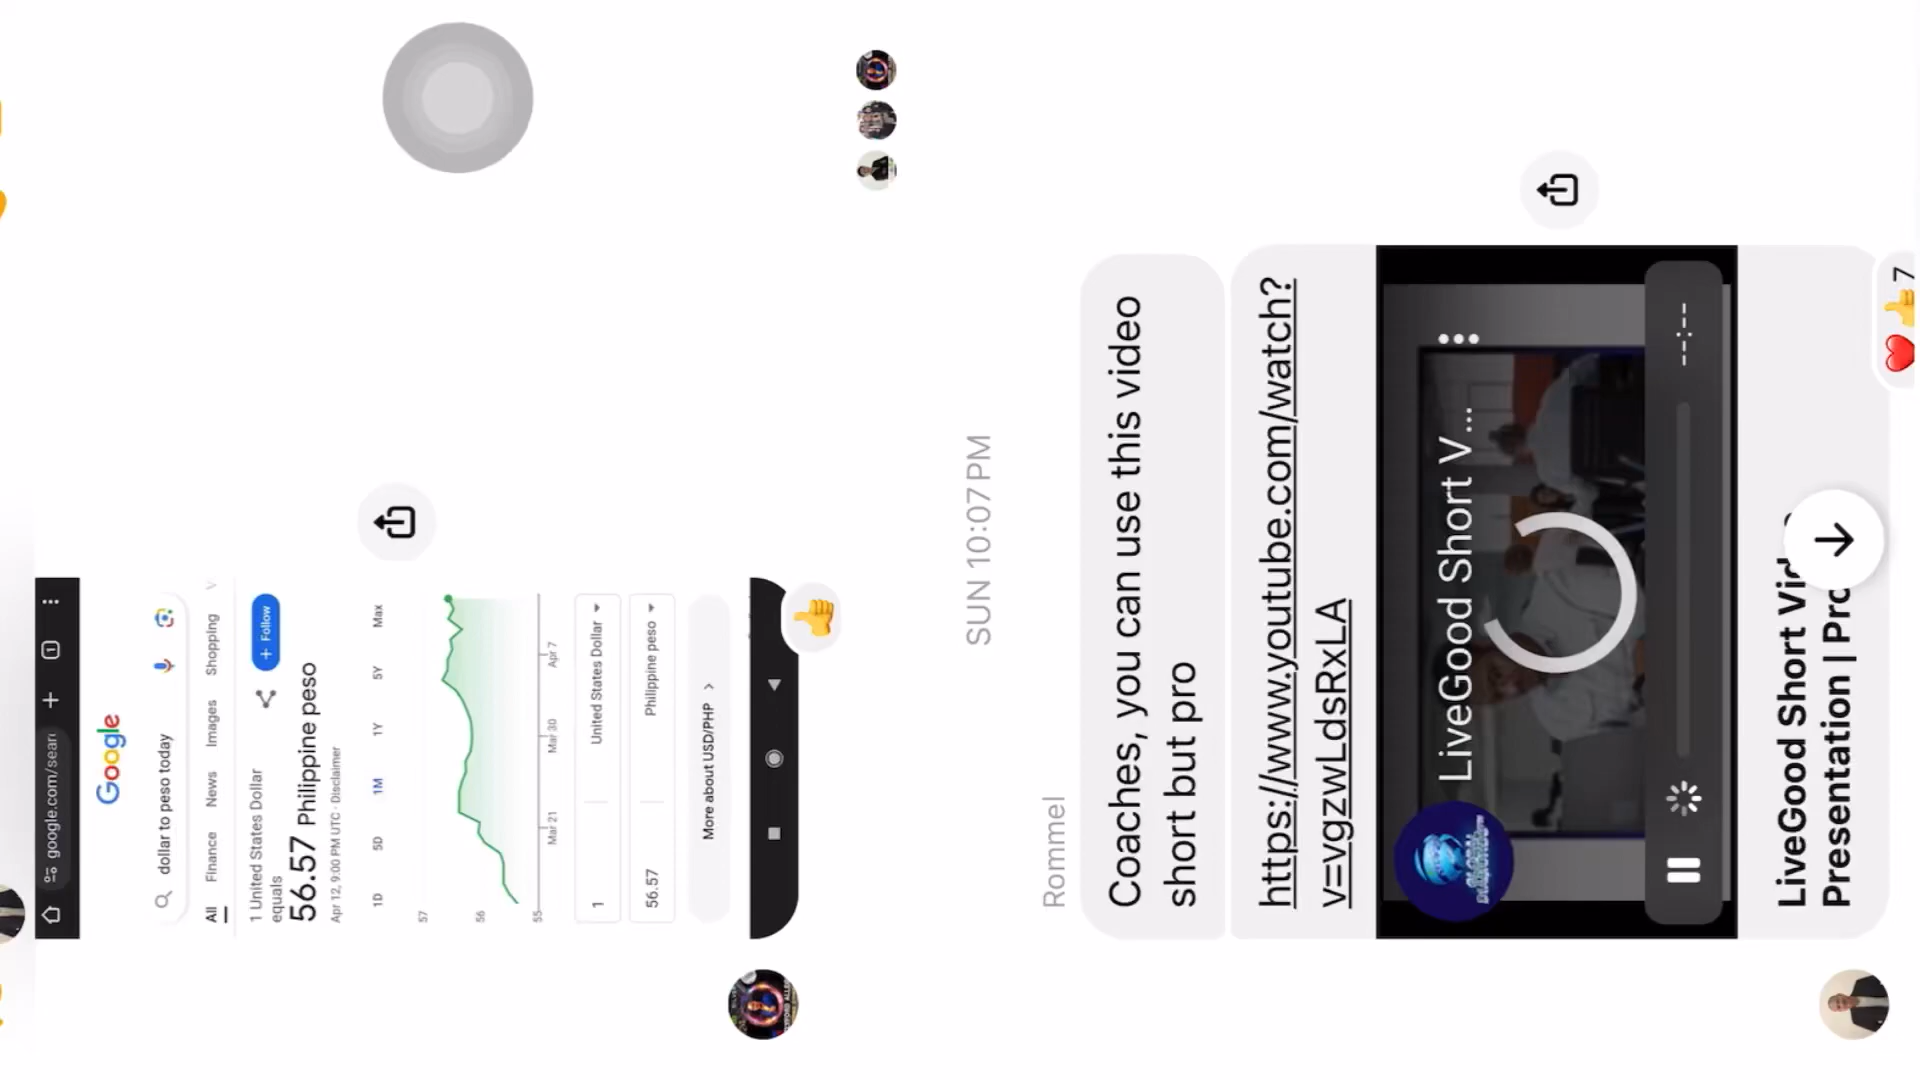 google.com/sear
1
Google
dollar to peso today
All Finance News Images Shopping
1 United States Dollar
equals
+ Follow
56.57 Philippine peso
Apr 12, 9:00 PM UTC · Disclaimer
1D 5D 1M 1Y 5Y Max
57
56
55
Mar 21 Mar 30 Apr 7
1 United States Dollar
56.57 Philippine peso
More about USD/PHP >
SUN 10:07 PM
Rommel
Coaches, you can use this video
short but pro
https://www.youtube.com/watch?
v=vgzwLdsRxLA
LiveGood Short V...
--:--
LiveGood Short Vid
Presentation | Pro
7